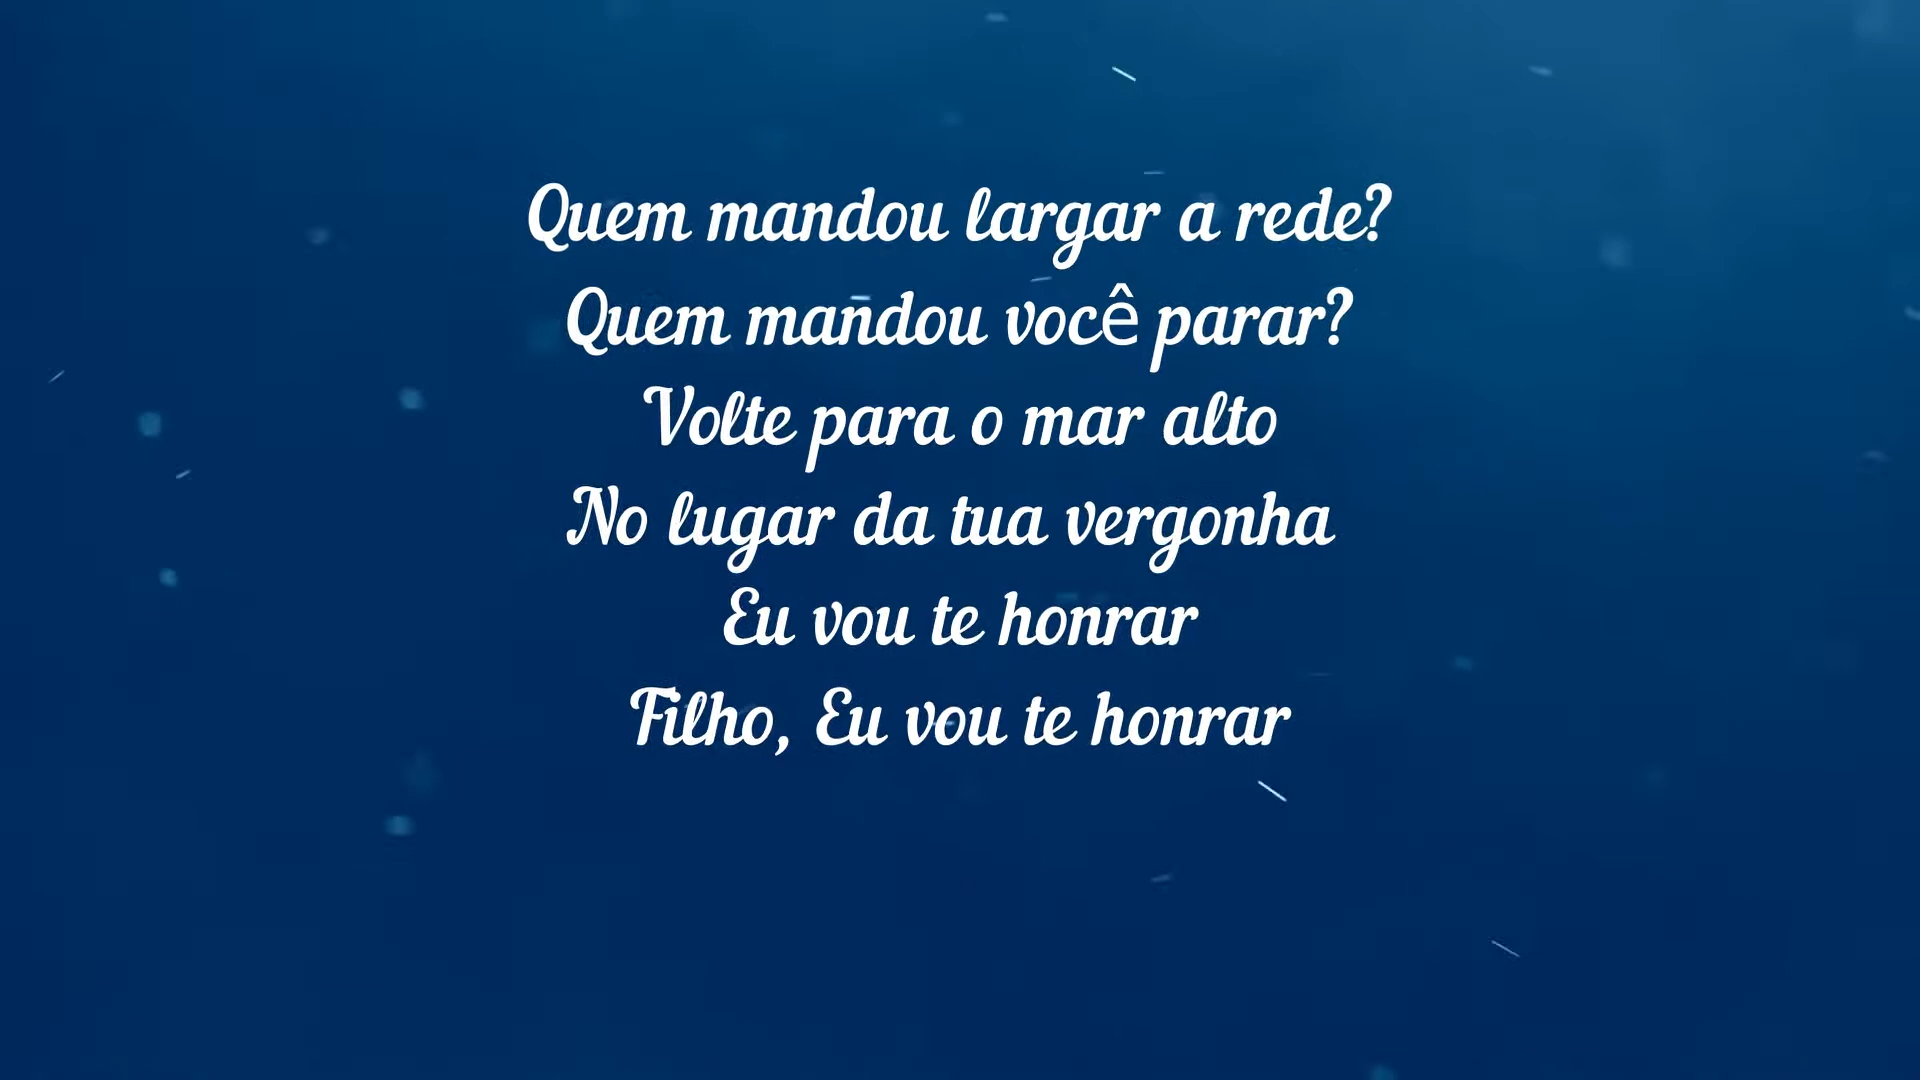 Quem mandou largar a rede?
Quem mandou você parar?
Volte para o mar alto
No lugar da tua vergonha
Eu vou te honrar
Filho, Eu vou te honrar